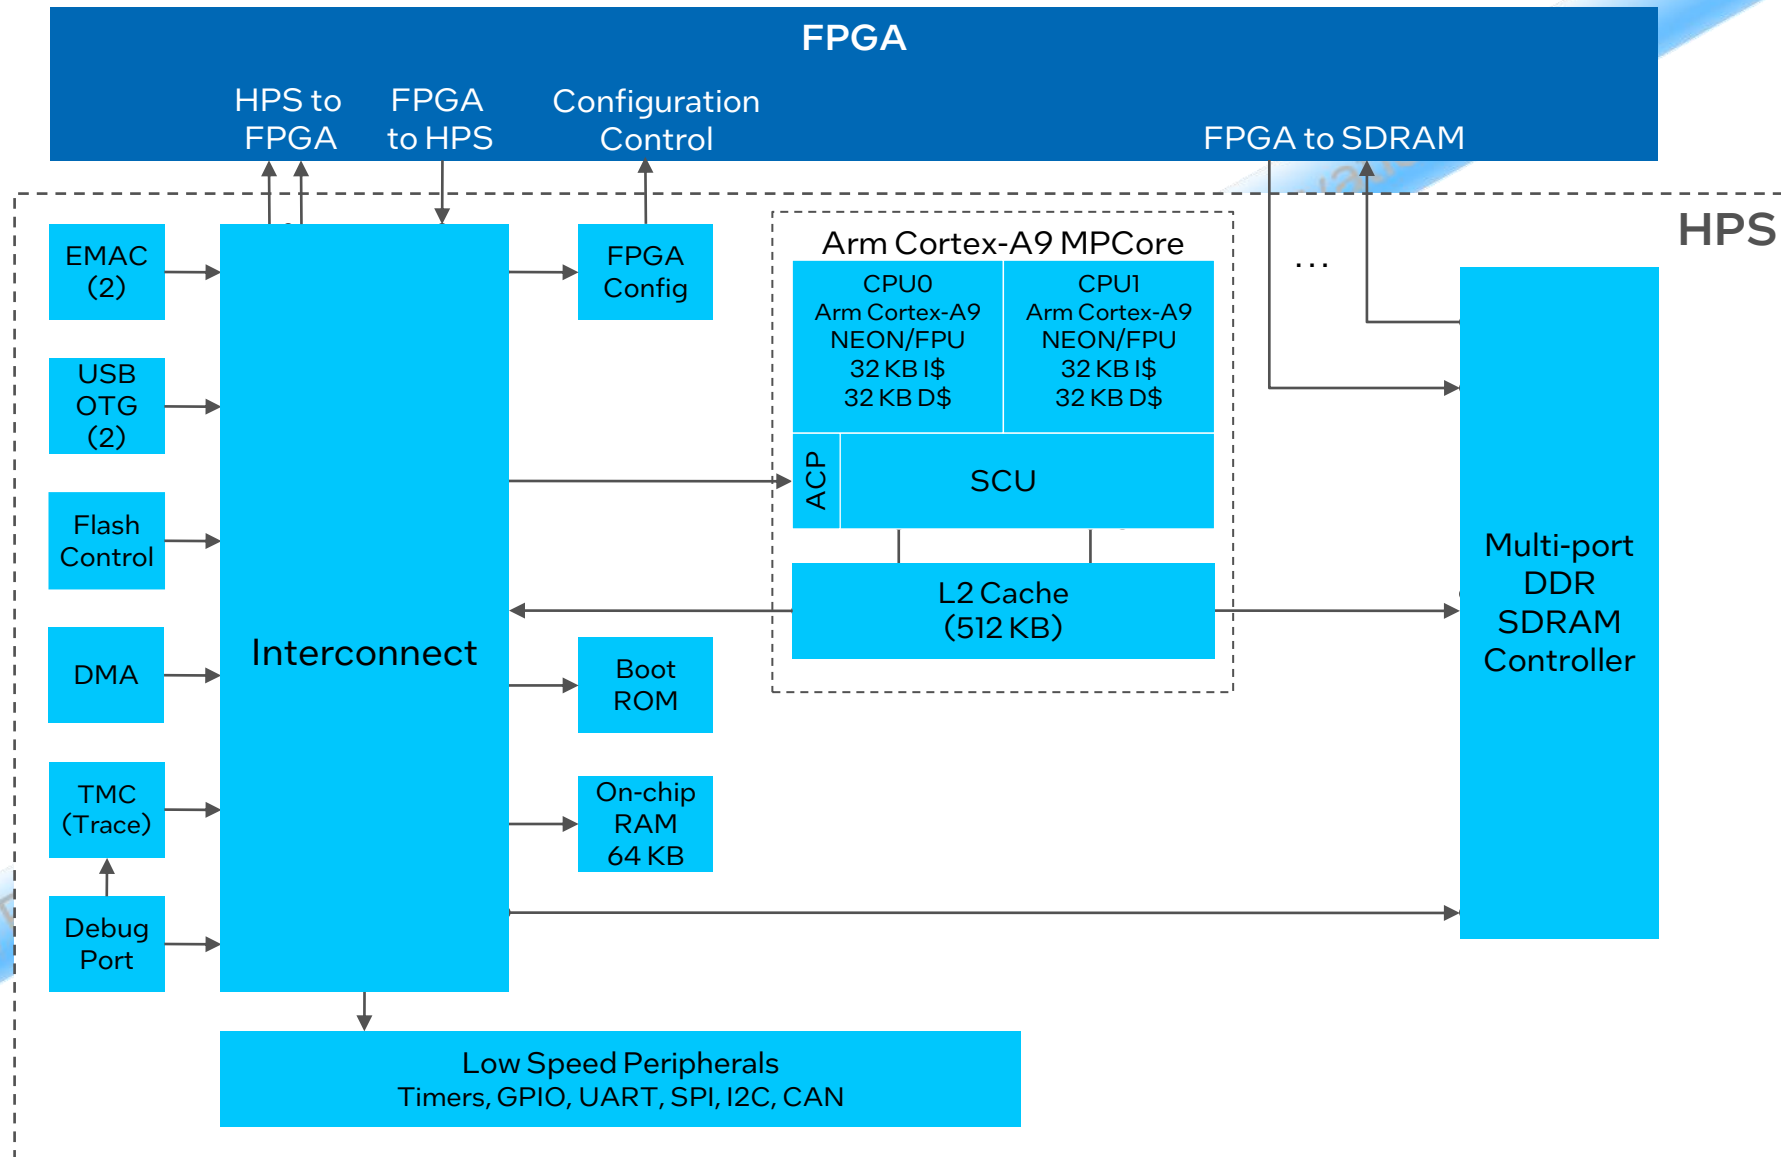 FPGA
HPS to
FPGA
FPGA
to HPS
Configuration
Control
FPGA to SDRAM
HPS
EMAC
(2)
USB
OTG
(2)
Flash
Control
DMA
TMC
(Trace)
Debug
Port
Interconnect
FPGA
Config
Arm Cortex-A9 MPCore
CPU0
Arm Cortex-A9
NEON/FPU
32 KB I$
32 KB D$
CPU1
Arm Cortex-A9
NEON/FPU
32 KB I$
32 KB D$
ACP
SCU
L2 Cache
(512 KB)
Boot
ROM
On-chip
RAM
64 KB
...
Multi-port
DDR
SDRAM
Controller
Low Speed Peripherals
Timers, GPIO, UART, SPI, I2C, CAN